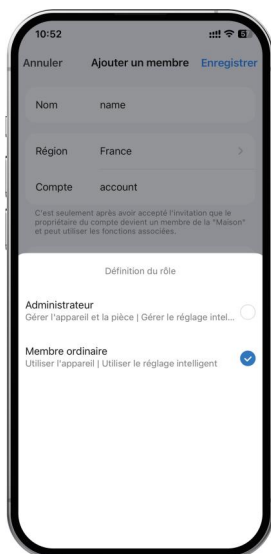 10:52
Annuler Ajouter un membre Enregistrer
Nom name
Région France
Compte account
C'est seulement après avoir accepté l'invitation que le
propriétaire du compte devient un membre de la "Maison"
et peut utiliser les fonctions associées.
Définition du rôle
Administrateur
Gérer l'appareil et la pièce | Gérer le réglage intel...
Membre ordinaire
Utiliser l'appareil | Utiliser le réglage intelligent